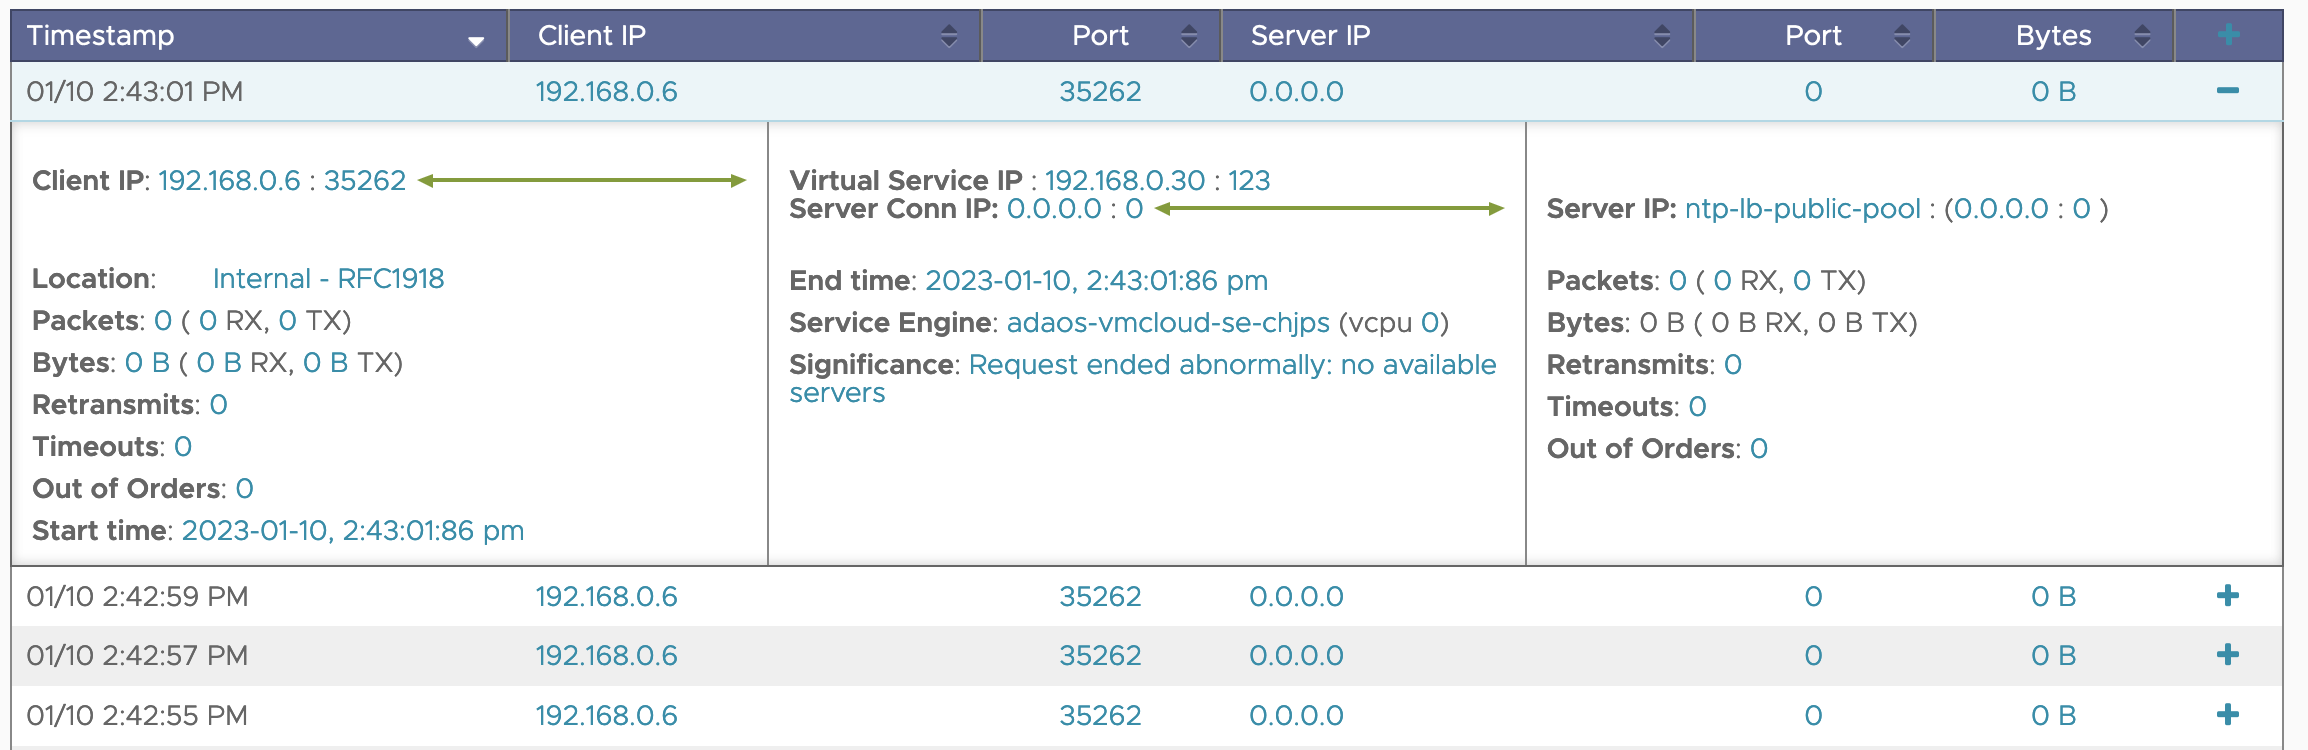 Timestamp Client IP Port Server IP Port Bytes
01/10 2:43:01 PM 192.168.0.6 35262 0.0.0.0 0 0 B
Client IP: 192.168.0.6 : 35262
Location: Internal - RFC1918
Packets: 0 ( 0 RX, 0 TX)
Bytes: 0 B ( 0 B RX, 0 B TX)
Retransmits: 0
Timeouts: 0
Out of Orders: 0
Start time: 2023-01-10, 2:43:01:86 pm
Virtual Service IP : 192.168.0.30 : 123
Server Conn IP: 0.0.0.0 : 0
End time: 2023-01-10, 2:43:01:86 pm
Service Engine: adaos-vmcloud-se-chjps (vcpu 0)
Significance: Request ended abnormally: no available
servers
Server IP: ntp-lb-public-pool : (0.0.0.0 : 0 )
Packets: 0 ( 0 RX, 0 TX)
Bytes: 0 B ( 0 B RX, 0 B TX)
Retransmits: 0
Timeouts: 0
Out of Orders: 0
01/10 2:42:59 PM 192.168.0.6 35262 0.0.0.0 0 0 B
01/10 2:42:57 PM 192.168.0.6 35262 0.0.0.0 0 0 B
01/10 2:42:55 PM 192.168.0.6 35262 0.0.0.0 0 0 B